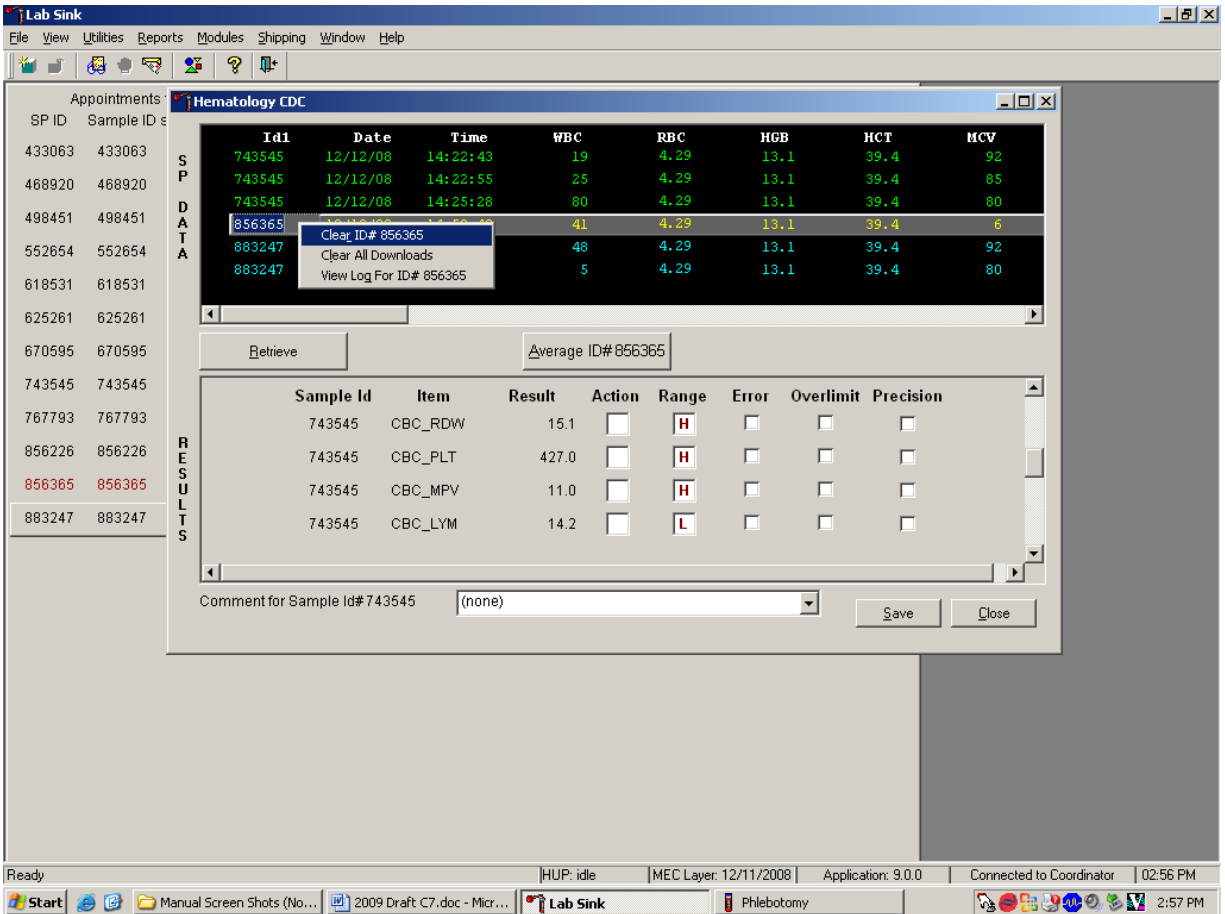 Lab Sink
File View Utilities Reports Modules Shipping Window Help
Appointments
SP ID Sample ID s
433063 433063
468920 468920
498451 498451
552654 552654
618531 618531
625261 625261
670595 670595
743545 743545
767793 767793
856226 856226
856365 856365
883247 883247
Hematology CDC
SP DATA
Id1 Date Time WBC RBC HGB HCT MCV
743545 12/12/08 14:22:43 19 4.29 13.1 39.4 92
743545 12/12/08 14:22:55 25 4.29 13.1 39.4 85
743545 12/12/08 14:25:28 80 4.29 13.1 39.4 80
856365 41 4.29 13.1 39.4 6
883247 48 4.29 13.1 39.4 92
883247 5 4.29 13.1 39.4 80
Clear ID# 856365
Clear All Downloads
View Log For ID# 856365
Retrieve Average ID# 856365
RESULTS
Sample Id Item Result Action Range Error Overlimit Precision
743545 CBC_RDW 15.1 H
743545 CBC_PLT 427.0 H
743545 CBC_MPV 11.0 H
743545 CBC_LYM 14.2 L
Comment for Sample Id# 743545 (none)
Save Close
Ready HUP: idle MEC Layer: 12/11/2008 Application: 9.0.0 Connected to Coordinator 02:56 PM
Start Manual Screen Shots (No... 2009 Draft C7.doc - Micr... Lab Sink Phlebotomy 2:57 PM